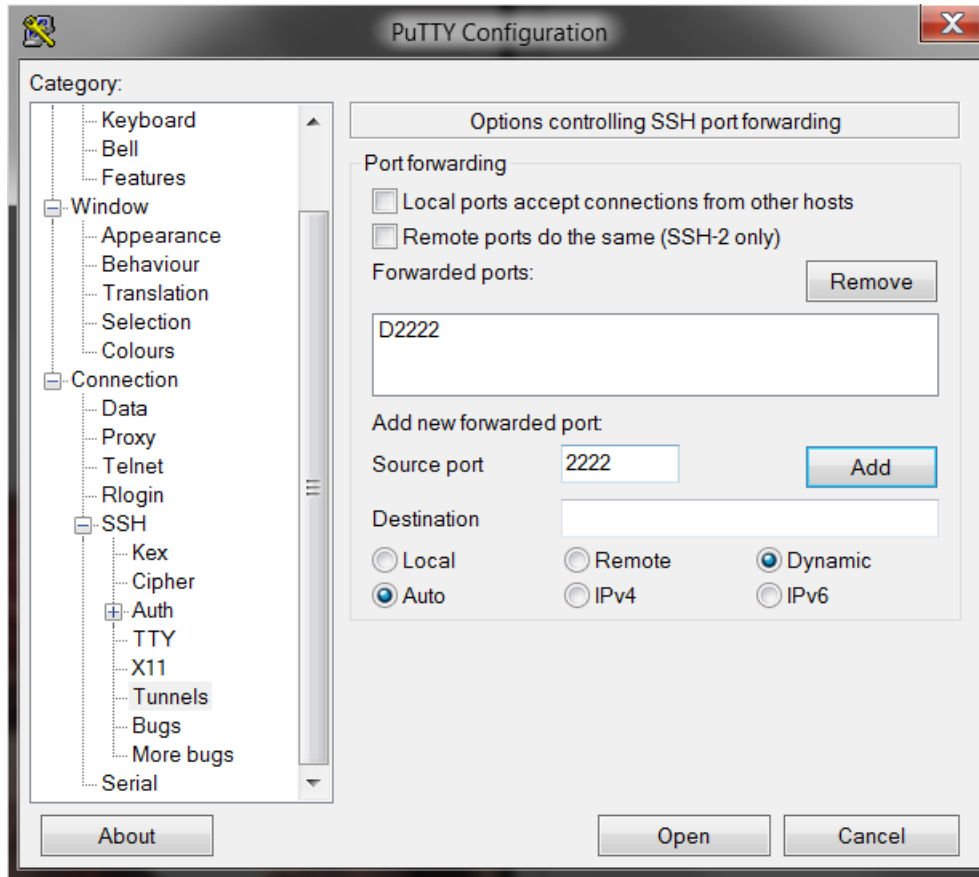 PuTTY Configuration
Category:
Keyboard
Bell
Features
Window
Appearance
Behaviour
Translation
Selection
Colours
Connection
Data
Proxy
Telnet
Rlogin
SSH
Kex
Cipher
Auth
TTY
X11
Tunnels
Bugs
More bugs
Serial
Options controlling SSH port forwarding
Port forwarding
Local ports accept connections from other hosts
Remote ports do the same (SSH-2 only)
Forwarded ports:
Remove
D2222
Add new forwarded port:
Source port 2222 Add
Destination
Local Remote Dynamic
Auto IPv4 IPv6
About Open Cancel